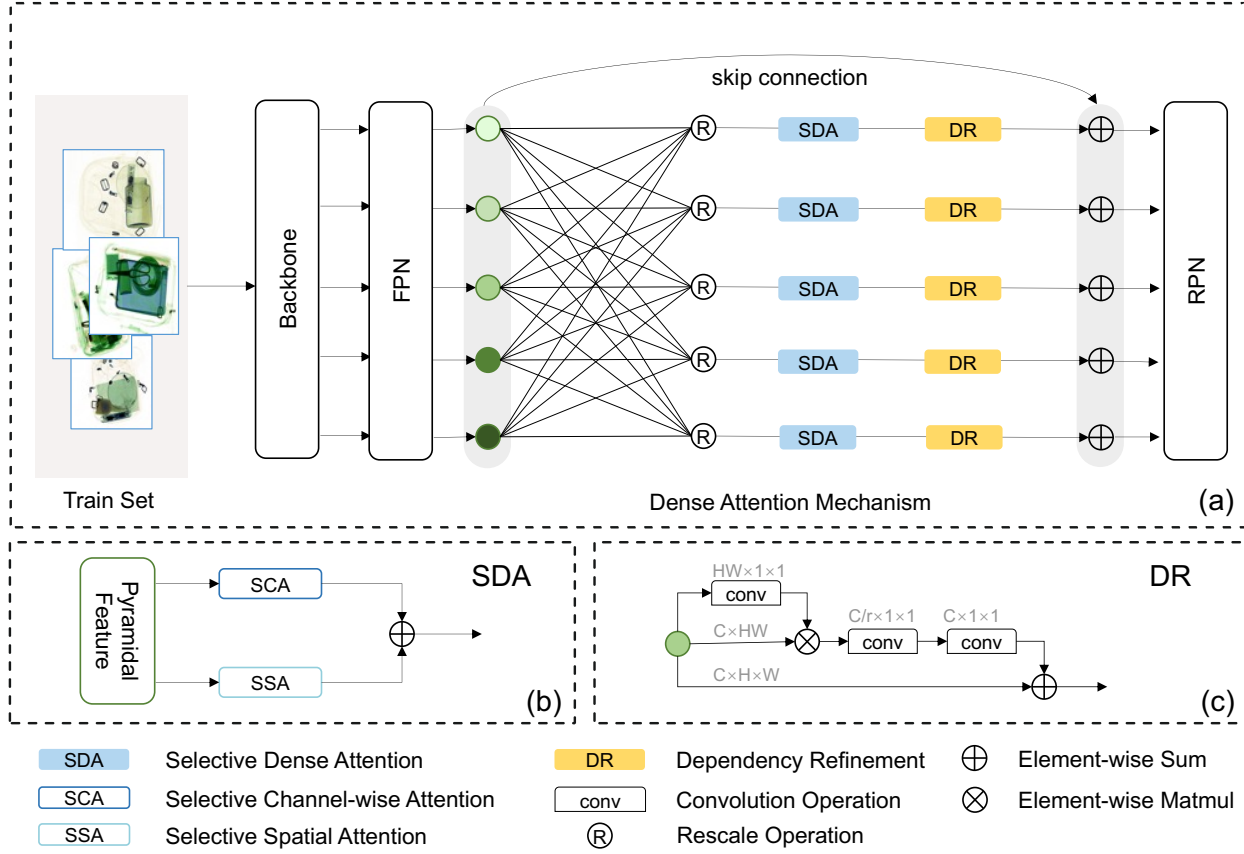 skip connection
Backbone
FPN
R
SDA
DR
R
SDA
DR
R
SDA
DR
R
SDA
DR
R
SDA
DR
RPN
Train Set
Dense Attention Mechanism
(a)
Pyramidal
Feature
SCA
SSA
SDA
(b)
HW×1×1
conv
C×HW
C/r×1×1
conv
C×1×1
conv
C×H×W
DR
(c)
SDA Selective Dense Attention
DR Dependency Refinement
Element-wise Sum
SCA Selective Channel-wise Attention
conv Convolution Operation
Element-wise Matmul
SSA Selective Spatial Attention
R Rescale Operation